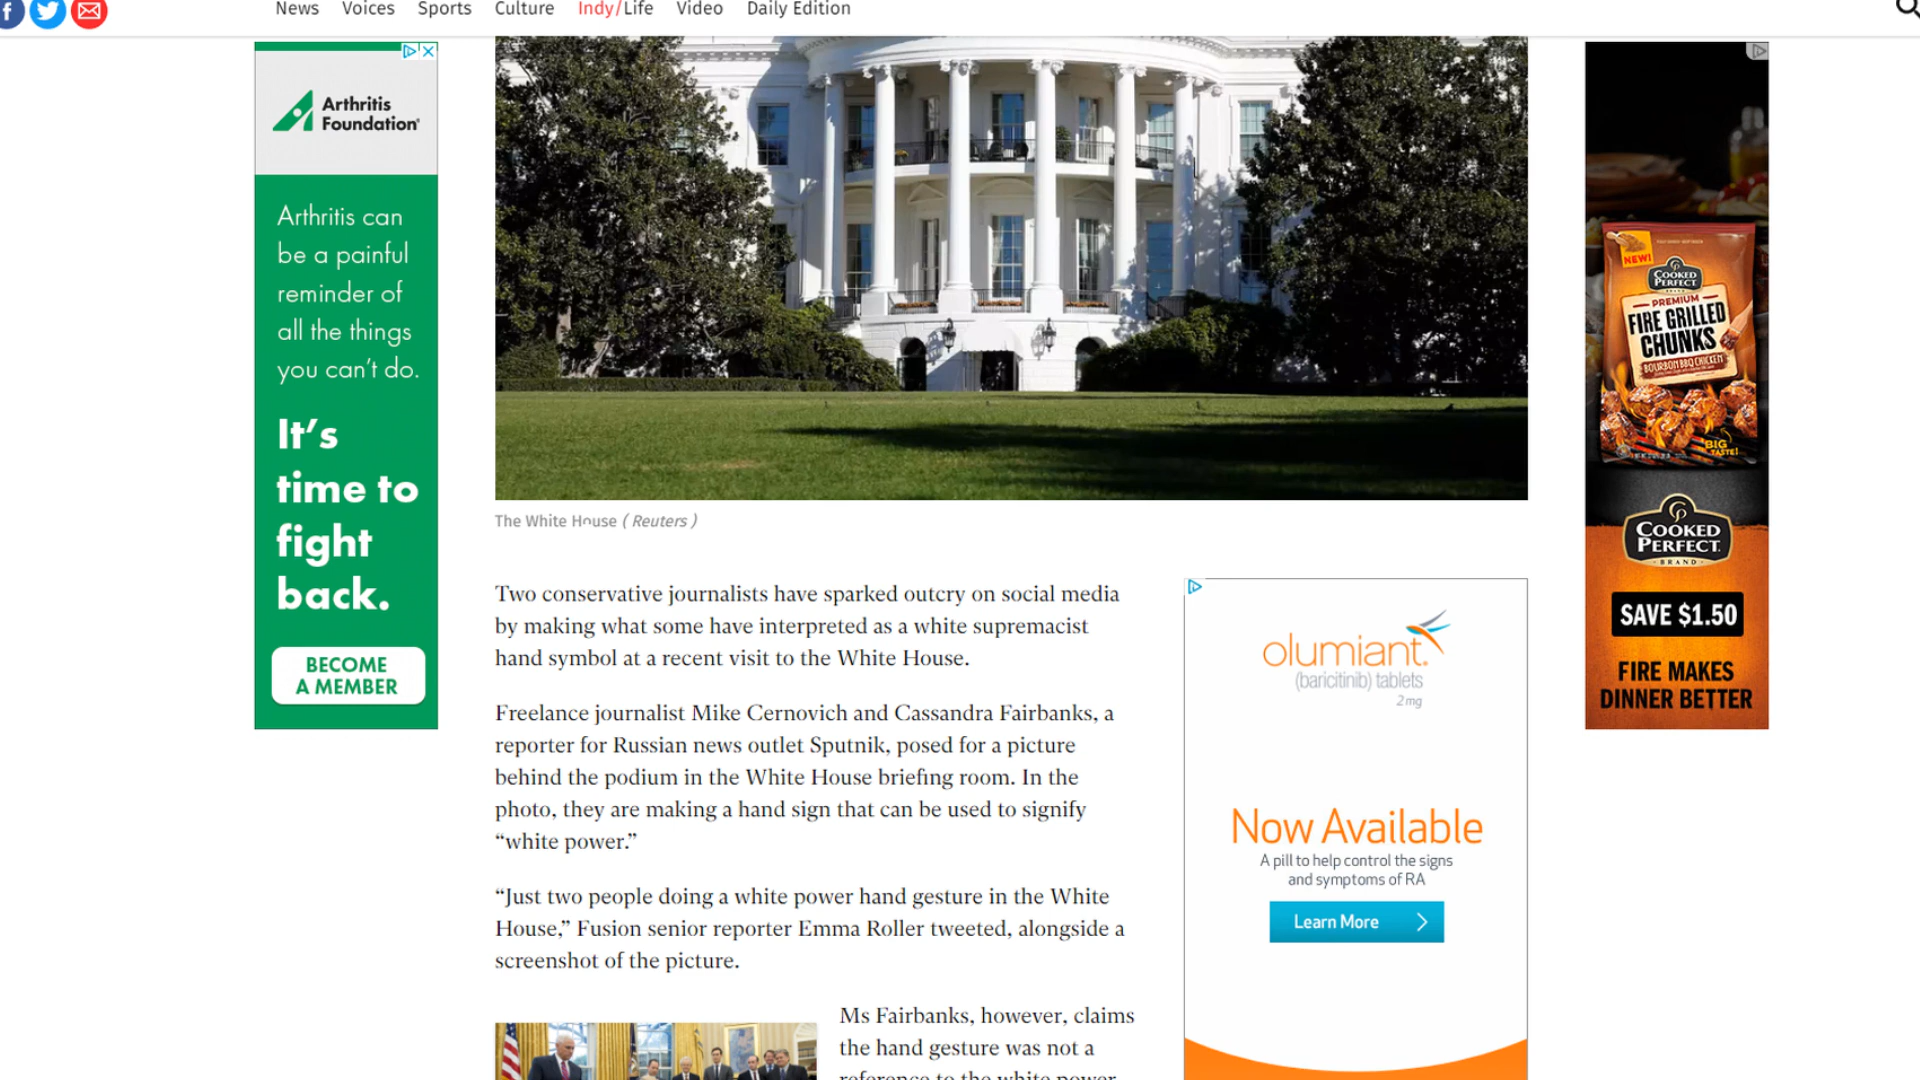 News Voices Sports Culture Indy/Life Video Daily Edition
Arthritis
Foundation®
Arthritis can
be a painful
reminder of
all the things
you can't do.
It's
time to
fight
back.
BECOME
A MEMBER
The White House ( Reuters )
Two conservative journalists have sparked outcry on social media
by making what some have interpreted as a white supremacist
hand symbol at a recent visit to the White House.
Freelance journalist Mike Cernovich and Cassandra Fairbanks, a
reporter for Russian news outlet Sputnik, posed for a picture
behind the podium in the White House briefing room. In the
photo, they are making a hand sign that can be used to signify
“white power.”
“Just two people doing a white power hand gesture in the White
House,” Fusion senior reporter Emma Roller tweeted, alongside a
screenshot of the picture.
Ms Fairbanks, however, claims
the hand gesture was not a
reference to the white power
olumiant.
(baricitinib) tablets
2mg
Now Available
A pill to help control the signs
and symptoms of RA
Learn More
NEW!
COOKED
PERFECT
BRAND
PREMIUM
FIRE GRILLED
CHUNKS
BOURBON BBQ CHICKEN
BIG
TASTE!
COOKED
PERFECT
BRAND
SAVE $1.50
FIRE MAKES
DINNER BETTER